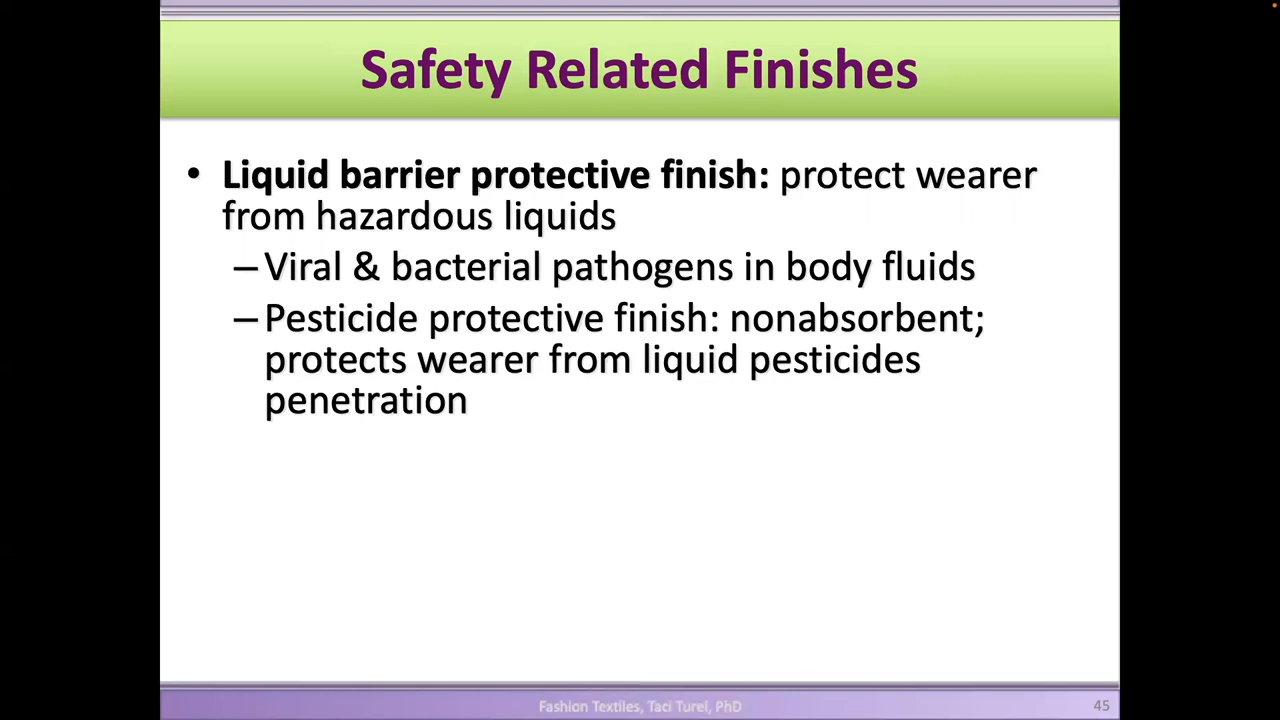 Safety Related Finishes
• Liquid barrier protective finish: protect wearer
from hazardous liquids
– Viral & bacterial pathogens in body fluids
– Pesticide protective finish: nonabsorbent;
protects wearer from liquid pesticides
penetration
Fashion Textiles, Taci Turel, PhD
45